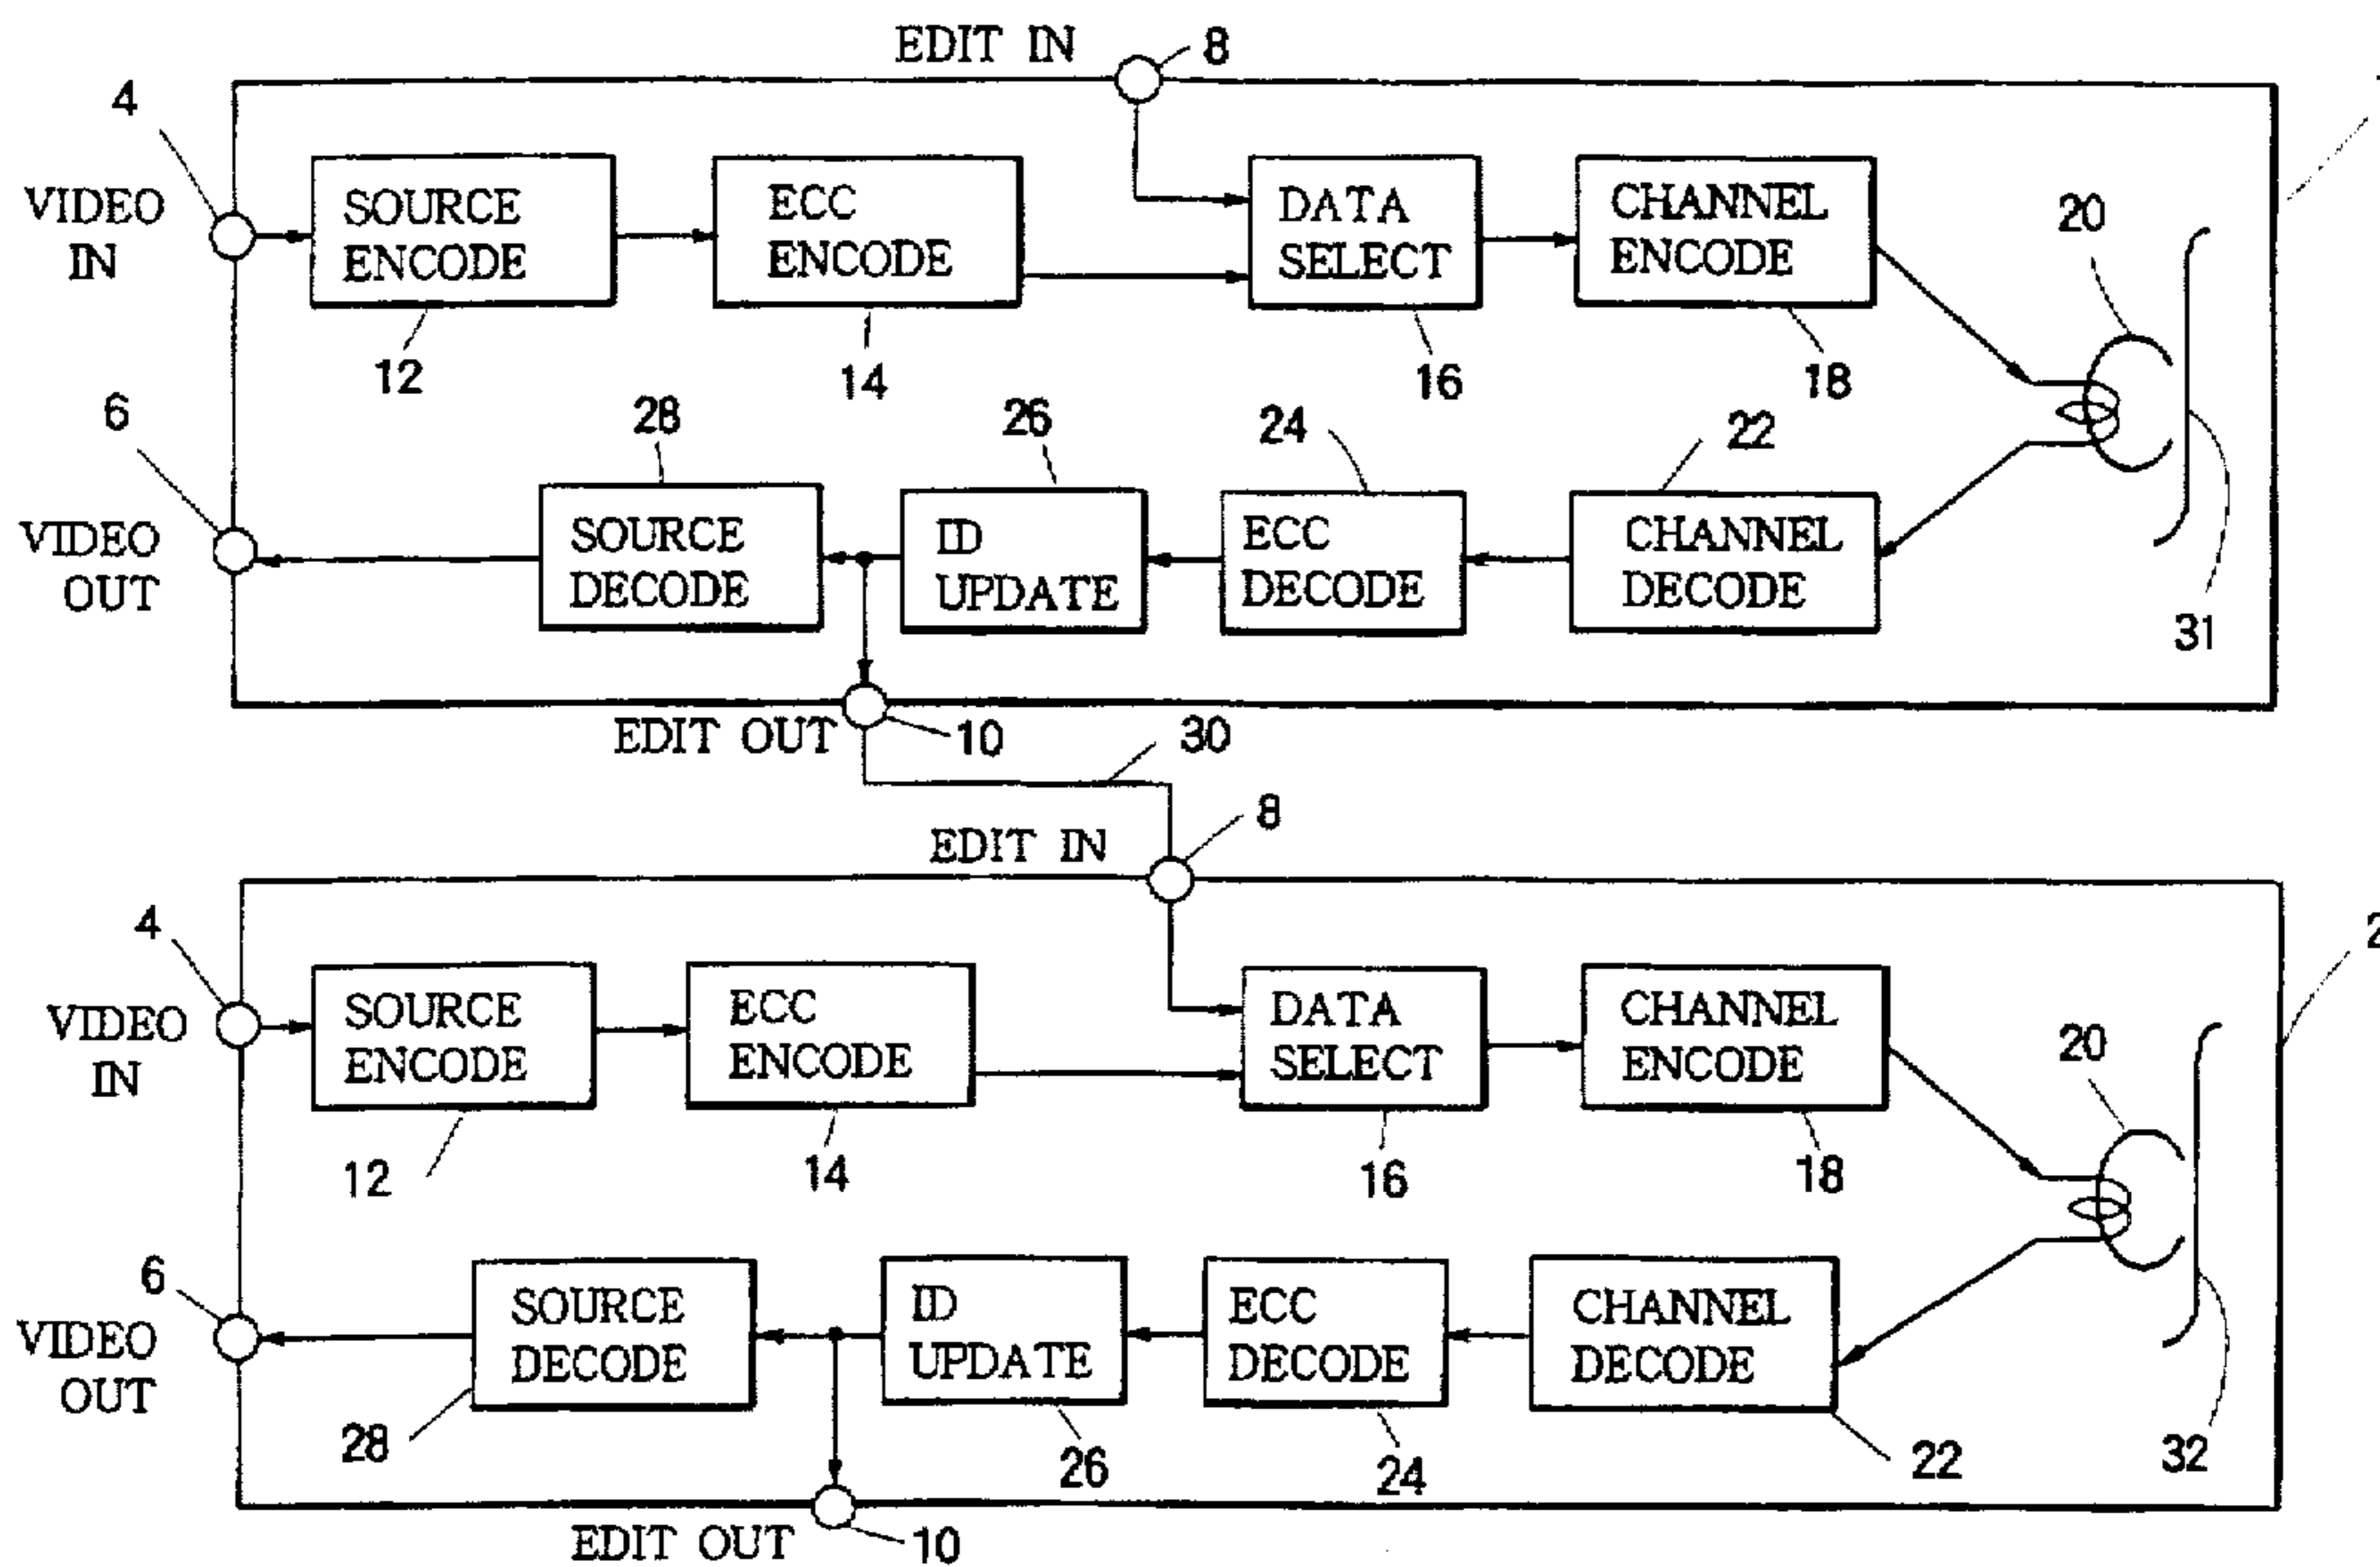 EDIT IN
8
4
VIDEO
IN
SOURCE
ENCODE
ECC
ENCODE
DATA
SELECT
CHANNEL
ENCODE
20
12
14
16
18
6
28
26
24
22
VIDEO
OUT
SOURCE
DECODE
ID
UPDATE
ECC
DECODE
CHANNEL
DECODE
31
EDIT OUT
10
30
EDIT IN
8
4
2
VIDEO
IN
SOURCE
ENCODE
ECC
ENCODE
DATA
SELECT
CHANNEL
ENCODE
20
12
14
16
18
6
VIDEO
OUT
SOURCE
DECODE
ID
UPDATE
ECC
DECODE
CHANNEL
DECODE
28
26
24
22
32
EDIT OUT
10